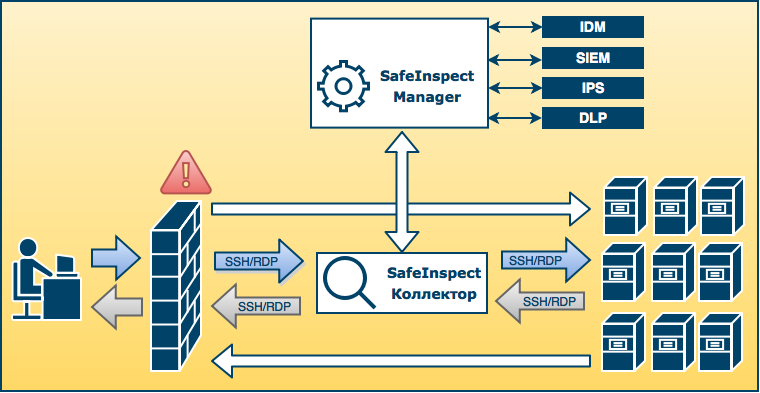 IDM
SafeInspect
Manager
SIEM
IPS
DLP
!
SSH/RDP
SafeInspect
Коллектор
SSH/RDP
SSH/RDP
SSH/RDP